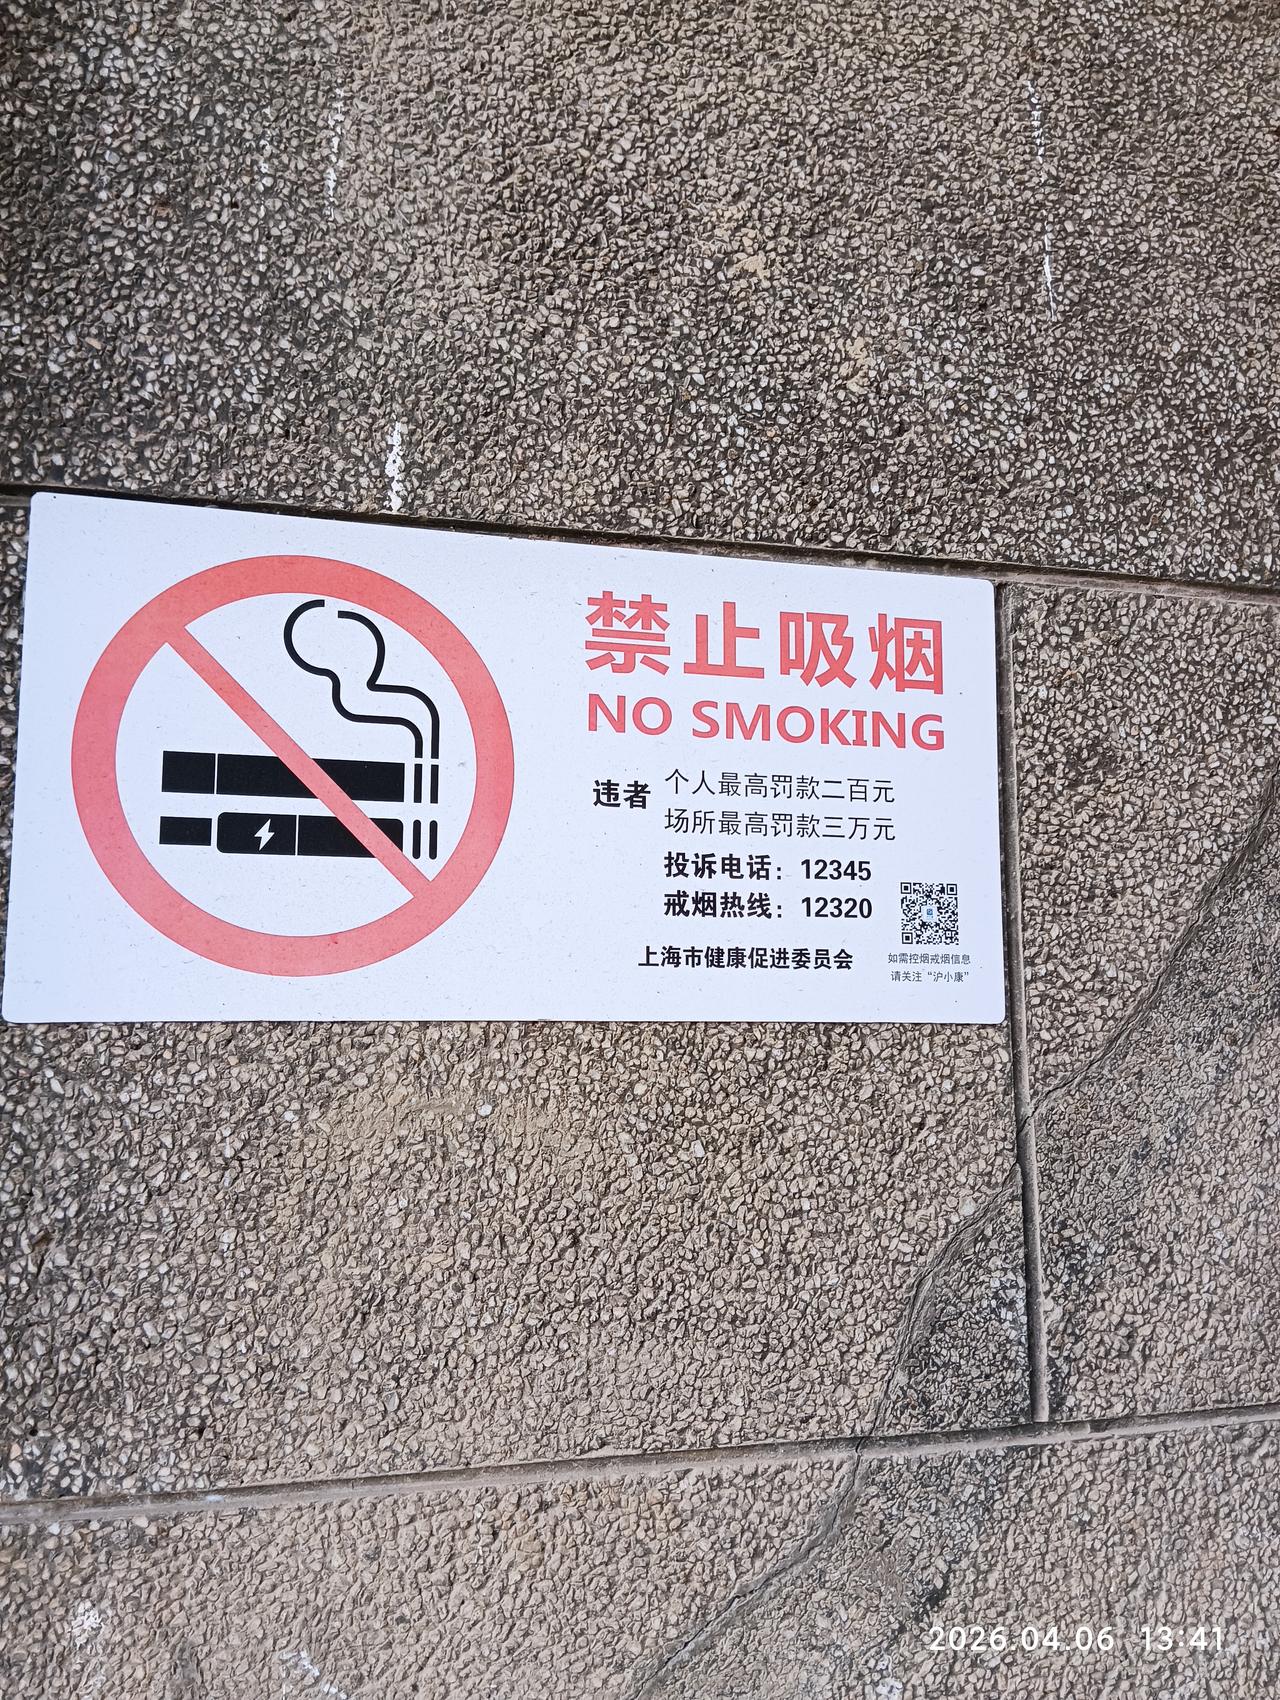 禁止吸烟
NO SMOKING
违者
个人最高罚款二百元
场所最高罚款三万元
投诉电话：12345
戒烟热线：12320
上海市健康促进委员会
如需控烟戒烟信息
请关注“沪小康”
2026.04.06 13:41